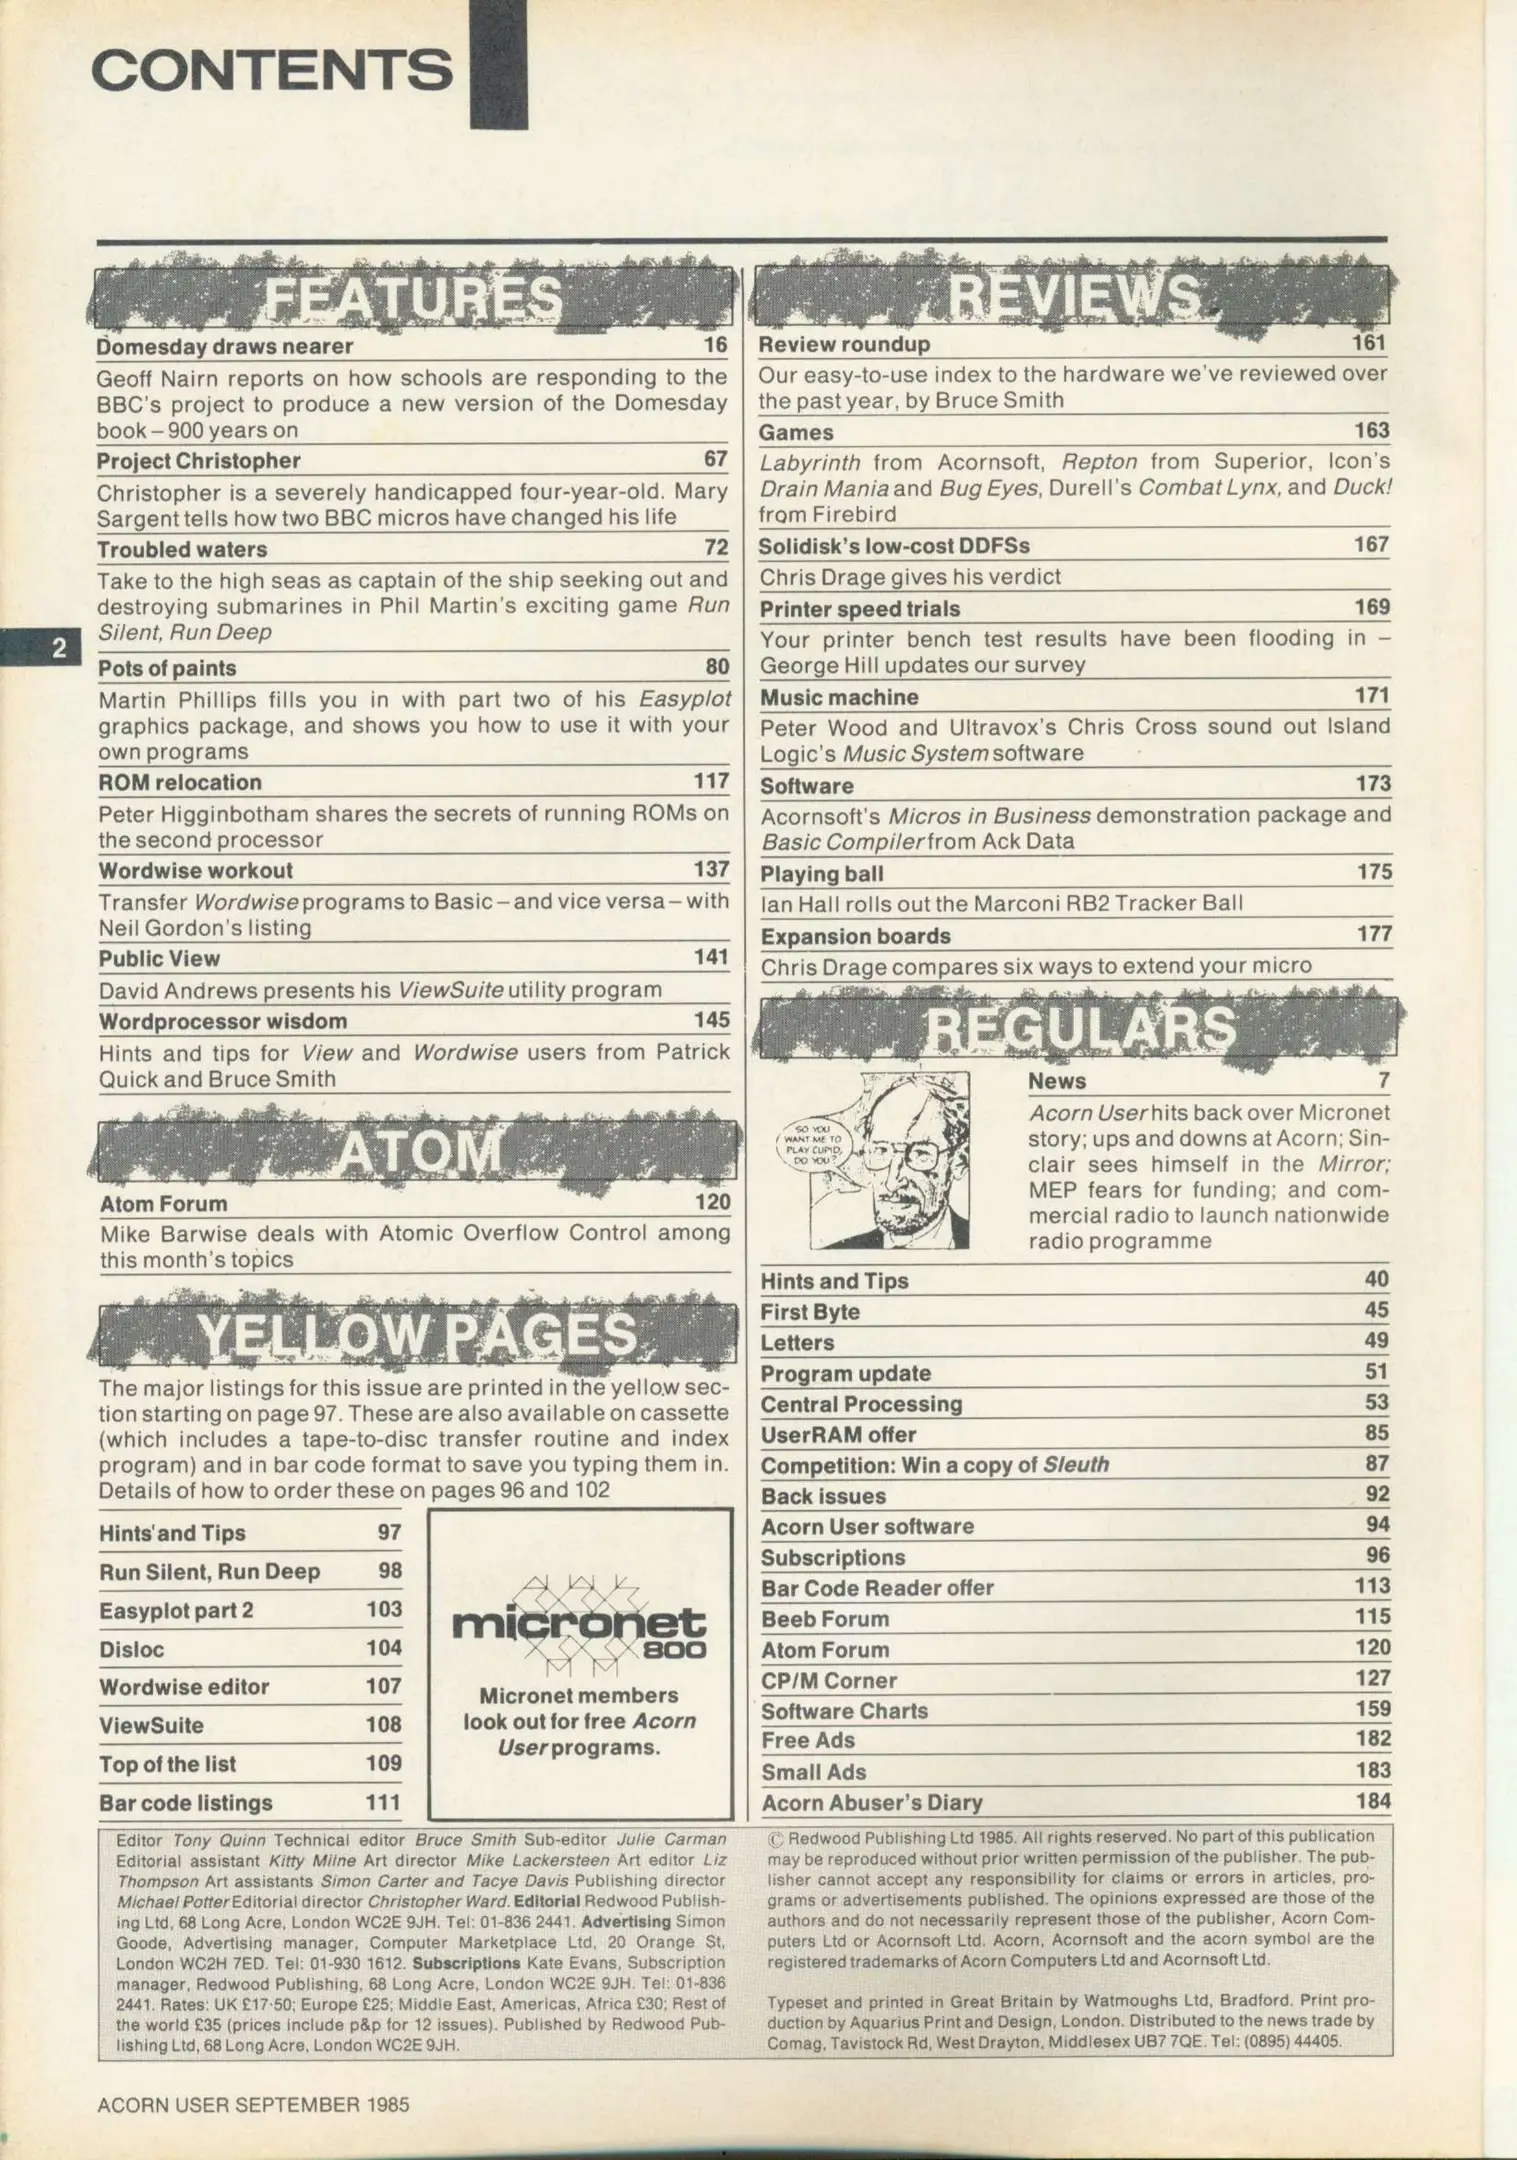 CONTENTS
FEATURES
Domesday draws nearer 16
Geoff Nairn reports on how schools are responding to the
BBC's project to produce a new version of the Domesday
book – 900 years on
Project Christopher 67
Christopher is a severely handicapped four-year-old. Mary
Sargent tells how two BBC micros have changed his life
Troubled waters 72
Take to the high seas as captain of the ship seeking out and
destroying submarines in Phil Martin's exciting game Run
Silent, Run Deep
2
Pots of paints 80
Martin Phillips fills you in with part two of his Easyplot
graphics package, and shows you how to use it with your
own programs
ROM relocation 117
Peter Higginbotham shares the secrets of running ROMs on
the second processor
Wordwise workout 137
Transfer Wordwise programs to Basic – and vice versa – with
Neil Gordon's listing
Public View 141
David Andrews presents his ViewSuite utility program
Wordprocessor wisdom 145
Hints and tips for View and Wordwise users from Patrick
Quick and Bruce Smith
ATOM
Atom Forum 120
Mike Barwise deals with Atomic Overflow Control among
this month's topics
YELLOW PAGES
The major listings for this issue are printed in the yellow sec-
tion starting on page 97. These are also available on cassette
(which includes a tape-to-disc transfer routine and index
program) and in bar code format to save you typing them in.
Details of how to order these on pages 96 and 102
Hints and Tips 97
Run Silent, Run Deep 98
Easyplot part 2 103
Disloc 104
Wordwise editor 107
ViewSuite 108
Top of the list 109
Bar code listings 111
micronet
800
Micronet members
look out for free Acorn
User programs.
REVIEWS
Review roundup 161
Our easy-to-use index to the hardware we've reviewed over
the past year, by Bruce Smith
Games 163
Labyrinth from Acornsoft, Repton from Superior, Icon's
Drain Mania and Bug Eyes, Durell's Combat Lynx, and Duck!
from Firebird
Solidisk's low-cost DDFSs 167
Chris Drage gives his verdict
Printer speed trials 169
Your printer bench test results have been flooding in –
George Hill updates our survey
Music machine 171
Peter Wood and Ultravox's Chris Cross sound out Island
Logic's Music System software
Software 173
Acornsoft's Micros in Business demonstration package and
Basic Compiler from Ack Data
Playing ball 175
Ian Hall rolls out the Marconi RB2 Tracker Ball
Expansion boards 177
Chris Drage compares six ways to extend your micro
REGULARS
SO YOU
WANT ME TO
PLAY CUPID,
DO YOU?
News 7
Acorn User hits back over Micronet
story; ups and downs at Acorn; Sin-
clair sees himself in the Mirror;
MEP fears for funding; and com-
mercial radio to launch nationwide
radio programme
Hints and Tips 40
First Byte 45
Letters 49
Program update 51
Central Processing 53
UserRAM offer 85
Competition: Win a copy of Sleuth 87
Back issues 92
Acorn User software 94
Subscriptions 96
Bar Code Reader offer 113
Beeb Forum 115
Atom Forum 120
CP/M Corner 127
Software Charts 159
Free Ads 182
Small Ads 183
Acorn Abuser's Diary 184
Editor Tony Quinn Technical editor Bruce Smith Sub-editor Julie Carman
Editorial assistant Kitty Milne Art director Mike Lackersteen Art editor Liz
Thompson Art assistants Simon Carter and Tacye Davis Publishing director
Michael Potter Editorial director Christopher Ward. Editorial Redwood Publish-
ing Ltd, 68 Long Acre, London WC2E 9JH. Tel: 01-836 2441. Advertising Simon
Goode, Advertising manager, Computer Marketplace Ltd, 20 Orange St,
London WC2H 7ED. Tel: 01-930 1612. Subscriptions Kate Evans, Subscription
manager, Redwood Publishing, 68 Long Acre, London WC2E 9JH. Tel: 01-836
2441. Rates: UK £17·50; Europe £25; Middle East, Americas, Africa £30; Rest of
the world £35 (prices include p&p for 12 issues). Published by Redwood Pub-
lishing Ltd, 68 Long Acre, London WC2E 9JH.
© Redwood Publishing Ltd 1985. All rights reserved. No part of this publication
may be reproduced without prior written permission of the publisher. The pub-
lisher cannot accept any responsibility for claims or errors in articles, pro-
grams or advertisements published. The opinions expressed are those of the
authors and do not necessarily represent those of the publisher, Acorn Com-
puters Ltd or Acornsoft Ltd. Acorn, Acornsoft and the acorn symbol are the
registered trademarks of Acorn Computers Ltd and Acornsoft Ltd.
Typeset and printed in Great Britain by Watmoughs Ltd, Bradford. Print pro-
duction by Aquarius Print and Design, London. Distributed to the news trade by
Comag, Tavistock Rd, West Drayton, Middlesex UB7 7QE. Tel: (0895) 44405.
ACORN USER SEPTEMBER 1985